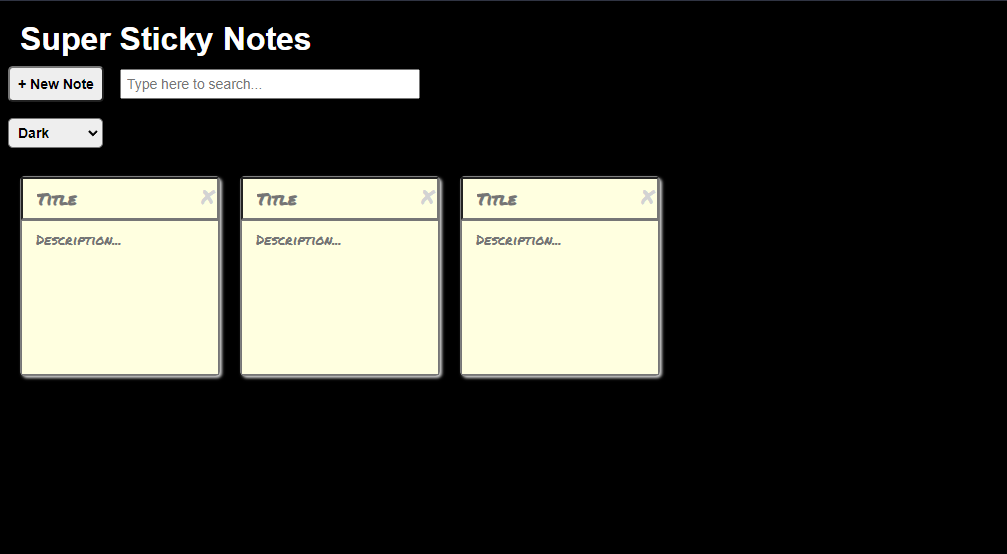 Super Sticky Notes
+ New Note Type here to search...
Dark
Title x Title x Title x
Description... Description... Description...